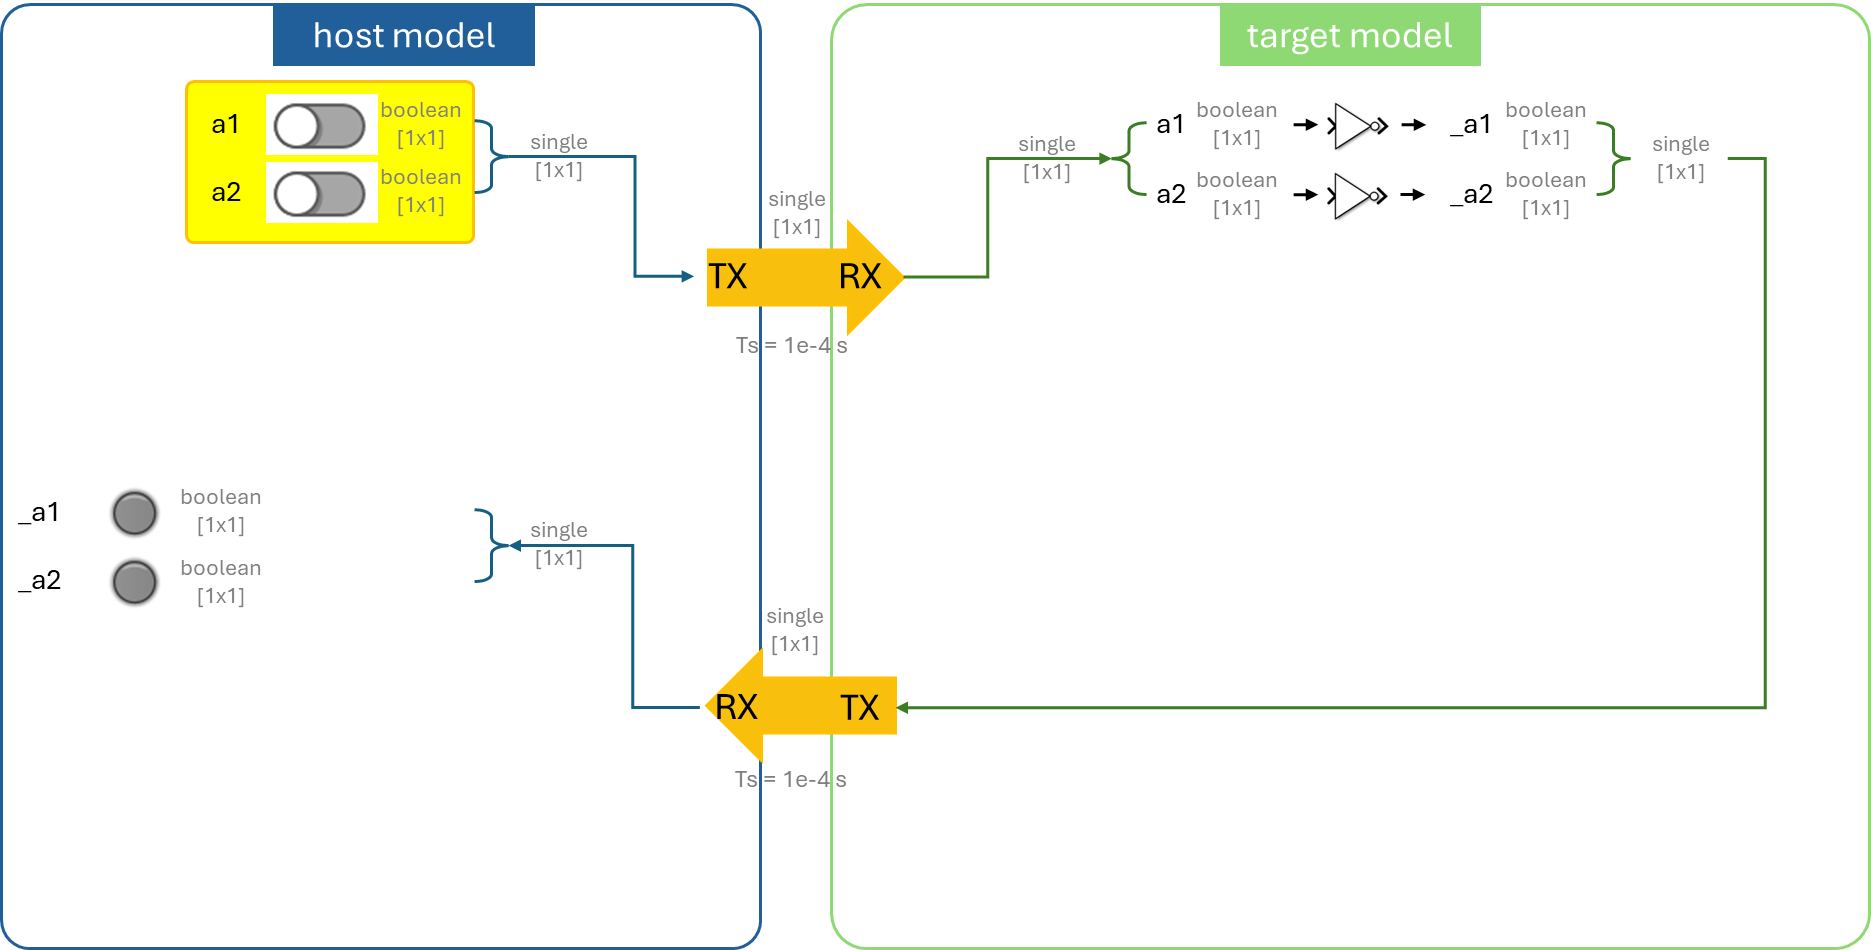 host model
target model
a1
boolean
[1x1]
a2
boolean
[1x1]
single
[1x1]
single
[1x1]
TX
RX
Ts = 1e-4 s
single
[1x1]
a1
boolean
[1x1]
_a1
boolean
[1x1]
a2
boolean
[1x1]
_a2
boolean
[1x1]
single
[1x1]
_a1
boolean
[1x1]
_a2
boolean
[1x1]
single
[1x1]
single
[1x1]
RX
TX
Ts = 1e-4 s